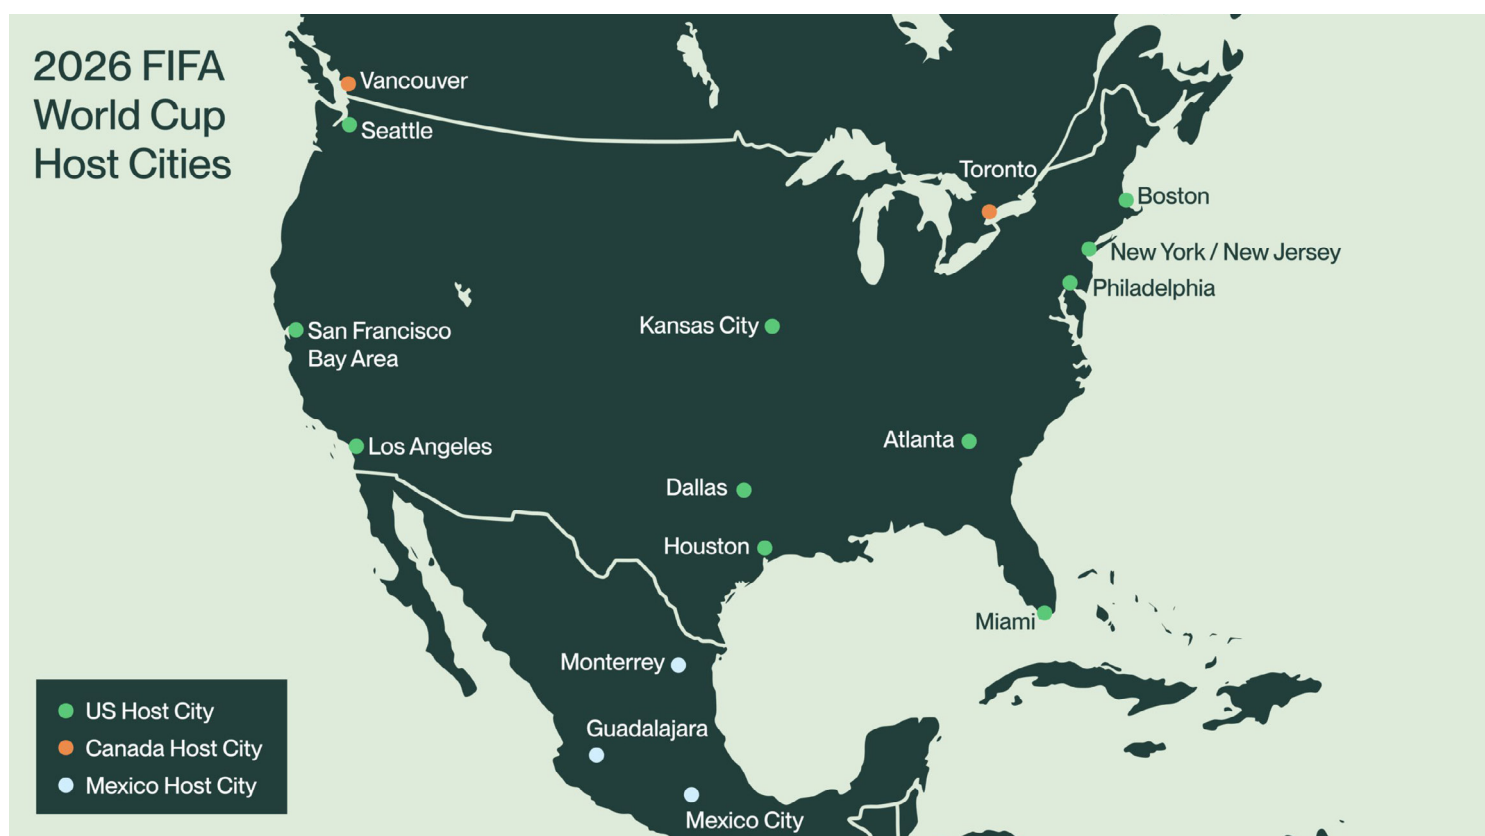 2026 FIFA
World Cup
Host Cities
Vancouver
Seattle
Toronto
Boston
New York / New Jersey
Philadelphia
San Francisco
Bay Area
Kansas City
Los Angeles
Atlanta
Dallas
Houston
Miami
Monterrey
Guadalajara
Mexico City
US Host City
Canada Host City
Mexico Host City